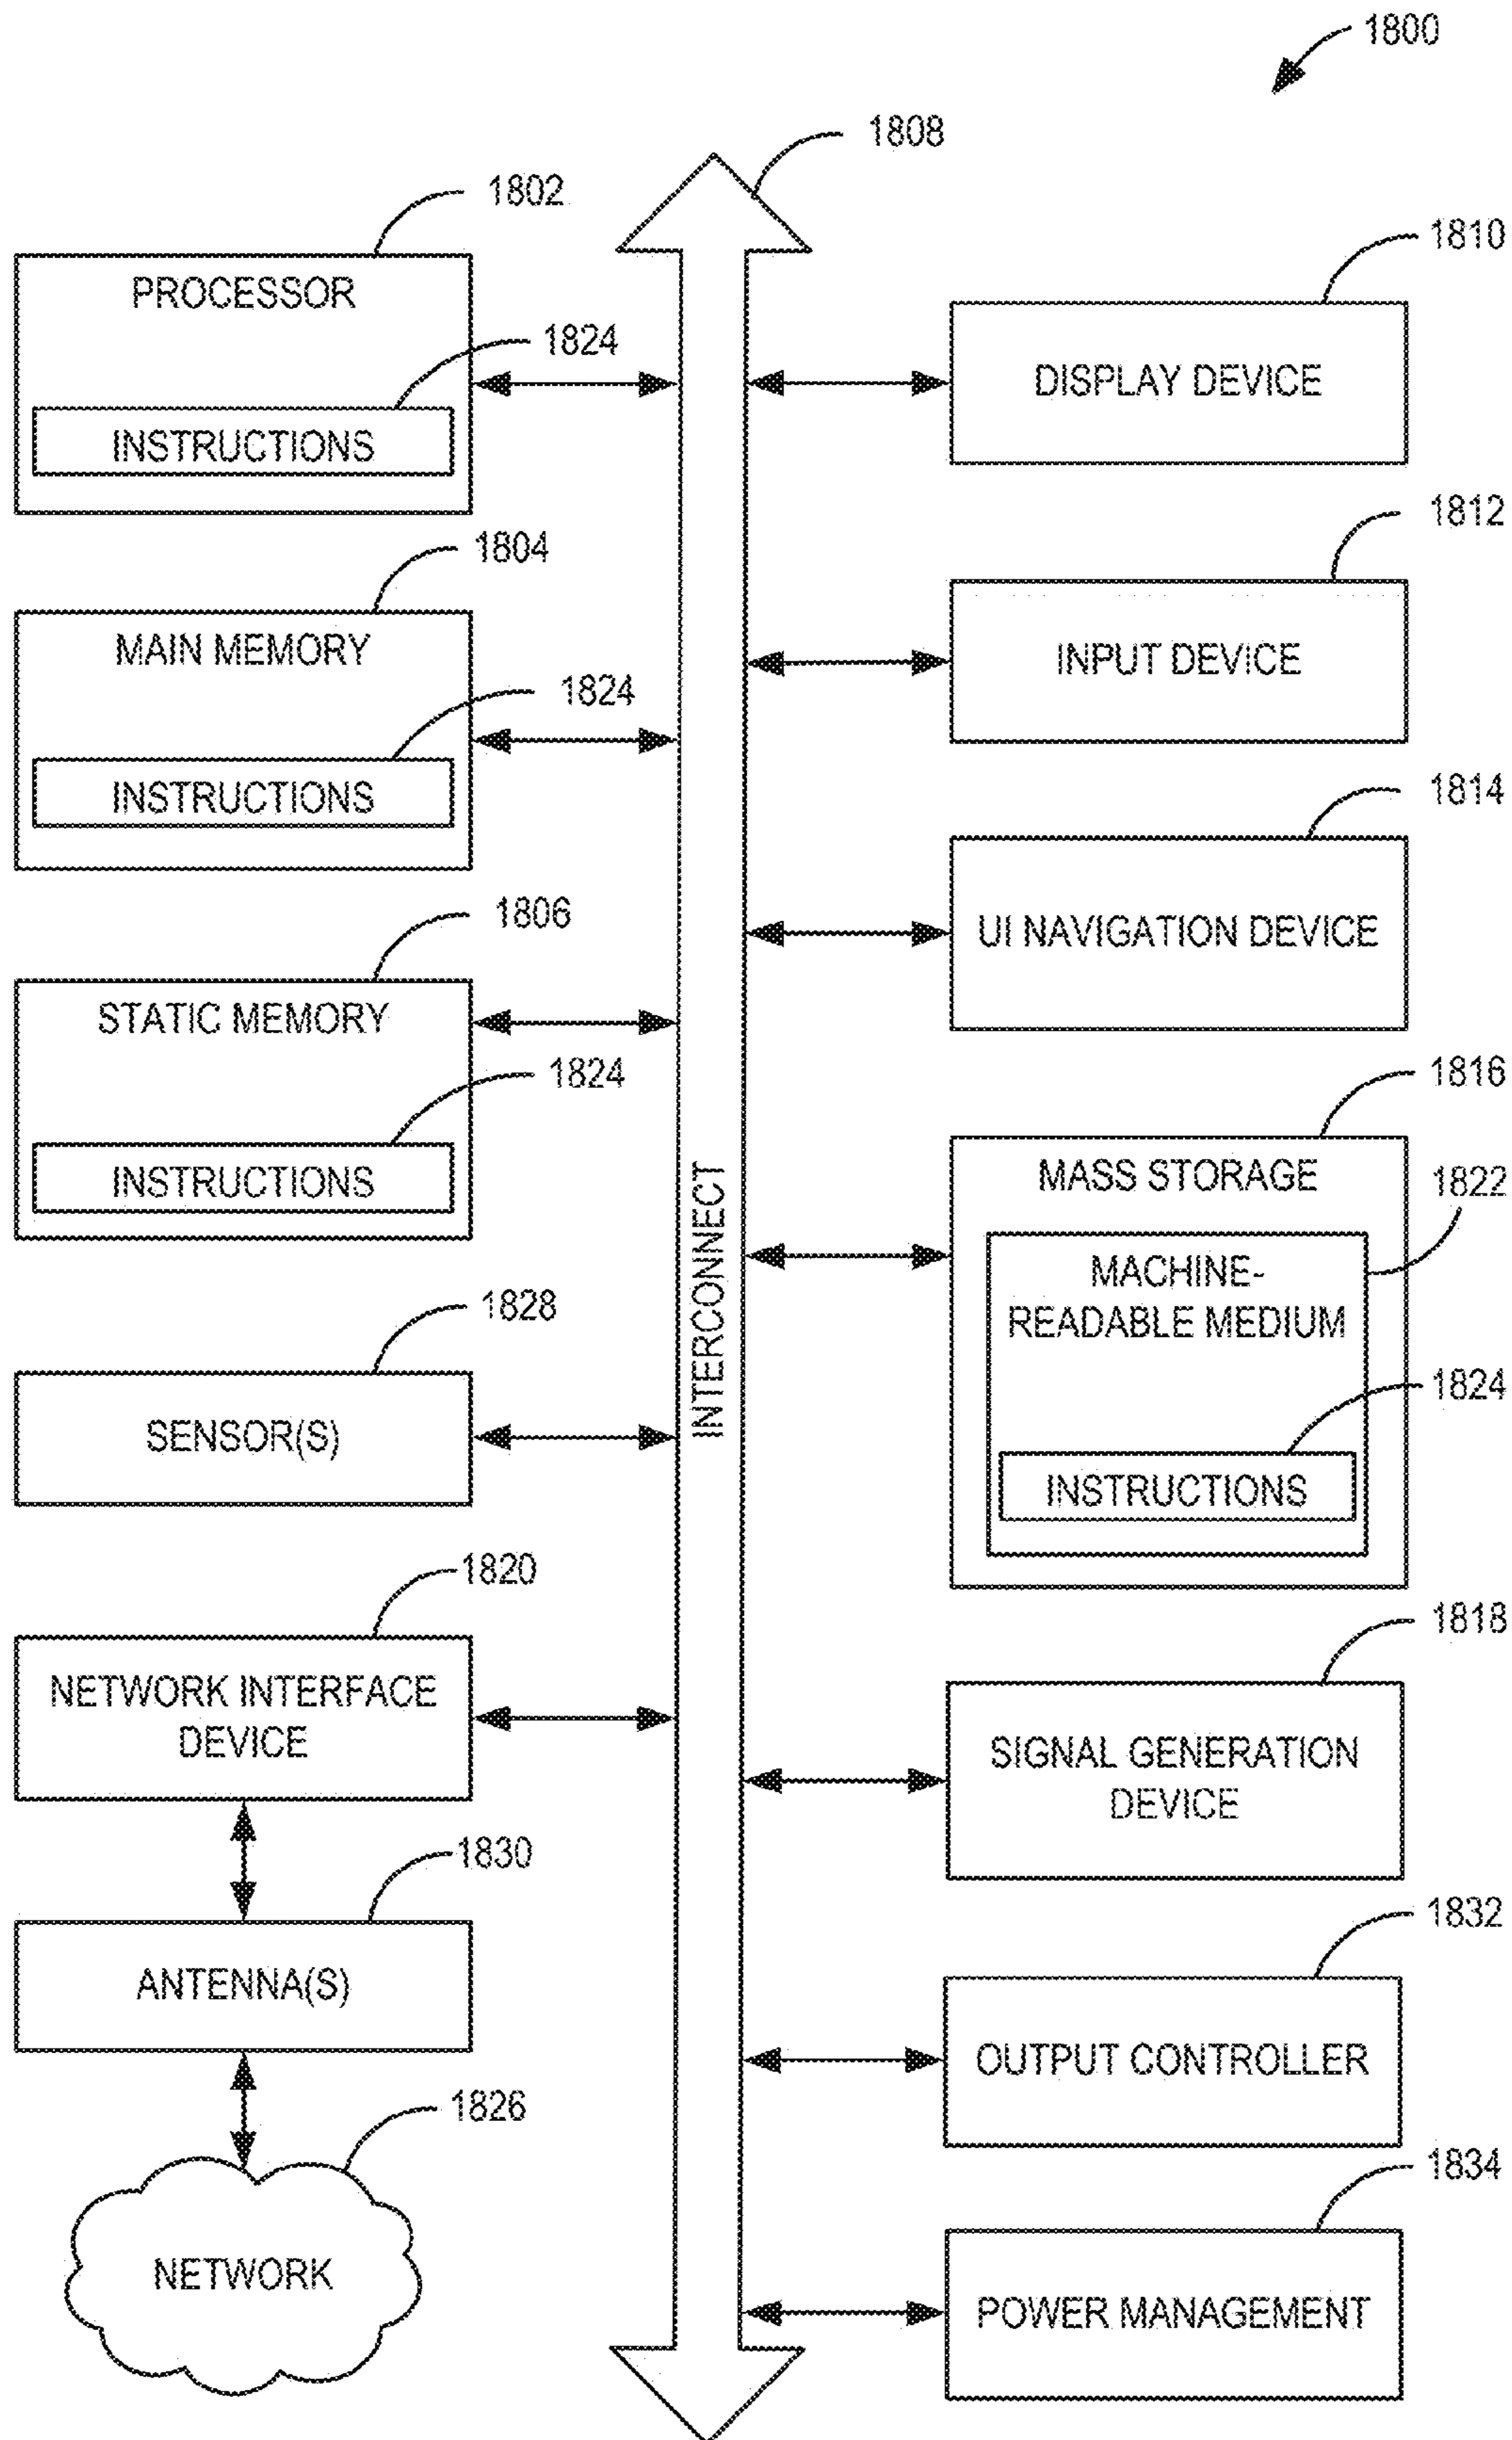 1800
1808
1802
PROCESSOR
1824
INSTRUCTIONS
1804
MAIN MEMORY
1824
INSTRUCTIONS
1806
STATIC MEMORY
1824
INSTRUCTIONS
1828
SENSOR(S)
1820
NETWORK INTERFACE
DEVICE
1830
ANTENNA(S)
1826
NETWORK
INTERCONNECT
1810
DISPLAY DEVICE
1812
INPUT DEVICE
1814
UI NAVIGATION DEVICE
1816
MASS STORAGE
1822
MACHINE-
READABLE MEDIUM
1824
INSTRUCTIONS
1818
SIGNAL GENERATION
DEVICE
1832
OUTPUT CONTROLLER
1834
POWER MANAGEMENT